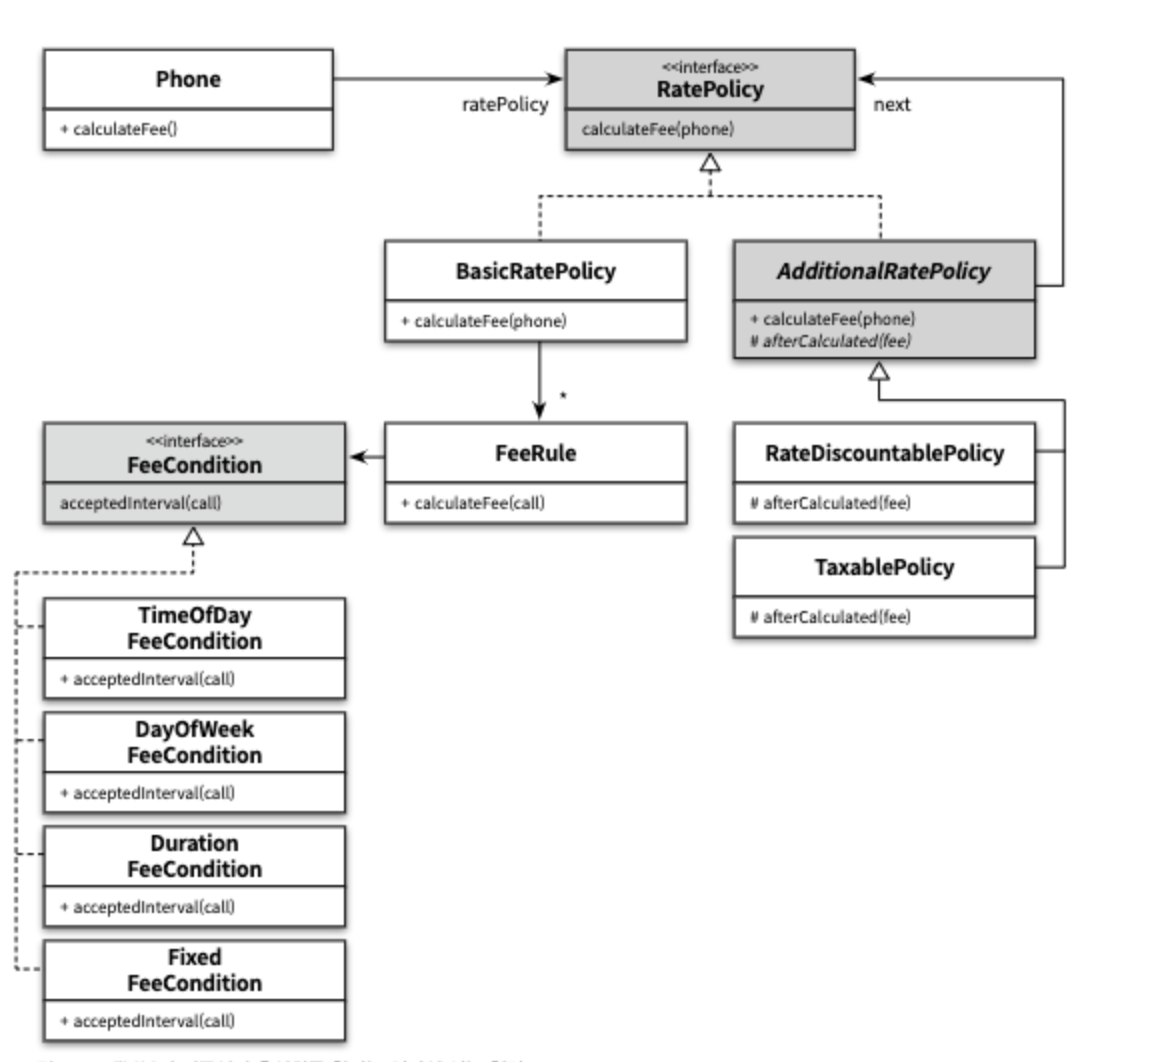 Phone
+ calculateFee()
ratePolicy
<<interface>>
RatePolicy
calculateFee(phone)
next
BasicRatePolicy
+ calculateFee(phone)
*
AdditionalRatePolicy
+ calculateFee(phone)
# afterCalculated(fee)
<<interface>>
FeeCondition
acceptedInterval(call)
FeeRule
+ calculateFee(call)
RateDiscountablePolicy
# afterCalculated(fee)
TaxablePolicy
# afterCalculated(fee)
TimeOfDay
FeeCondition
+ acceptedInterval(call)
DayOfWeek
FeeCondition
+ acceptedInterval(call)
Duration
FeeCondition
+ acceptedInterval(call)
Fixed
FeeCondition
+ acceptedInterval(call)